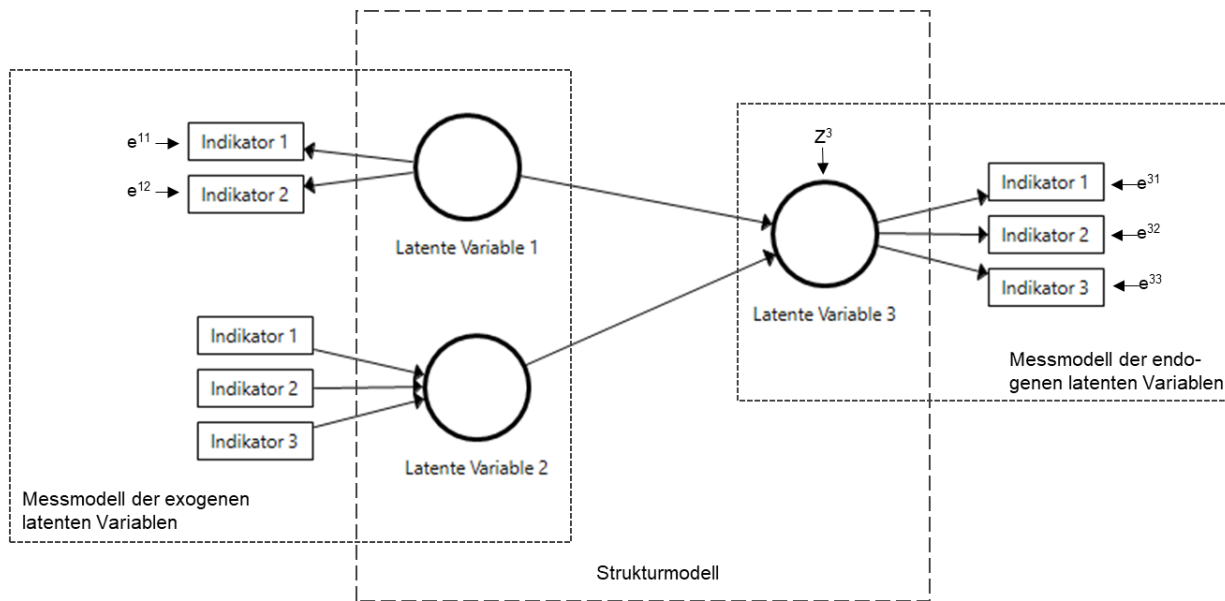 e11
Indikator 1
e12
Indikator 2
Latente Variable 1
Indikator 1
Indikator 2
Indikator 3
Latente Variable 2
Messmodell der exogenen
latenten Variablen
Z3
Latente Variable 3
Indikator 1
e31
Indikator 2
e32
Indikator 3
e33
Messmodell der endo-
genen latenten Variablen
Strukturmodell